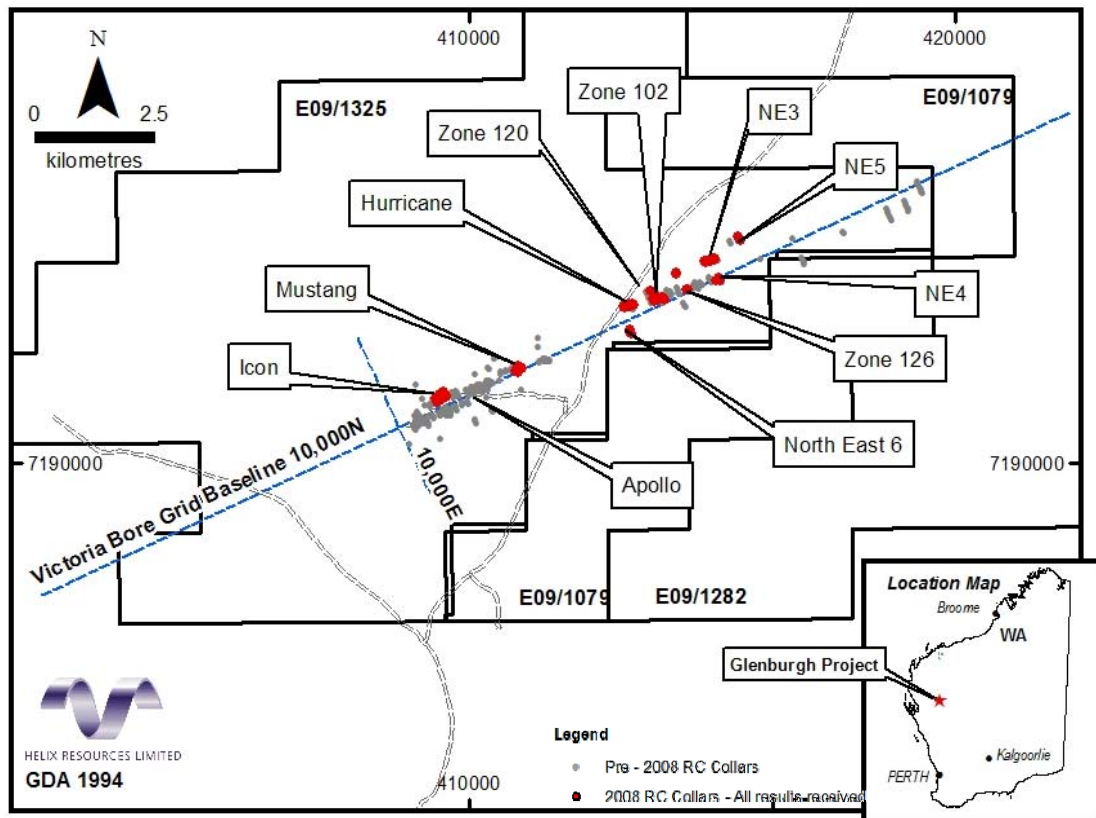 410000
420000
N
0 2.5
kilometres
E09/1325
Zone 102
E09/1079
NE3
Zone 120
NE5
Hurricane
Mustang
NE4
Icon
Zone 126
North East 6
Apollo
7190000
7190000
10,000E
Victoria Bore Grid Baseline 10,000N
E09/1079
E09/1282
Location Map
Broome
WA
Glenburgh Project
Kalgoorlie
PERTH
HELIX RESOURCES LIMITED
GDA 1994
410000
Legend
Pre - 2008 RC Collars
2008 RC Collars - All results received